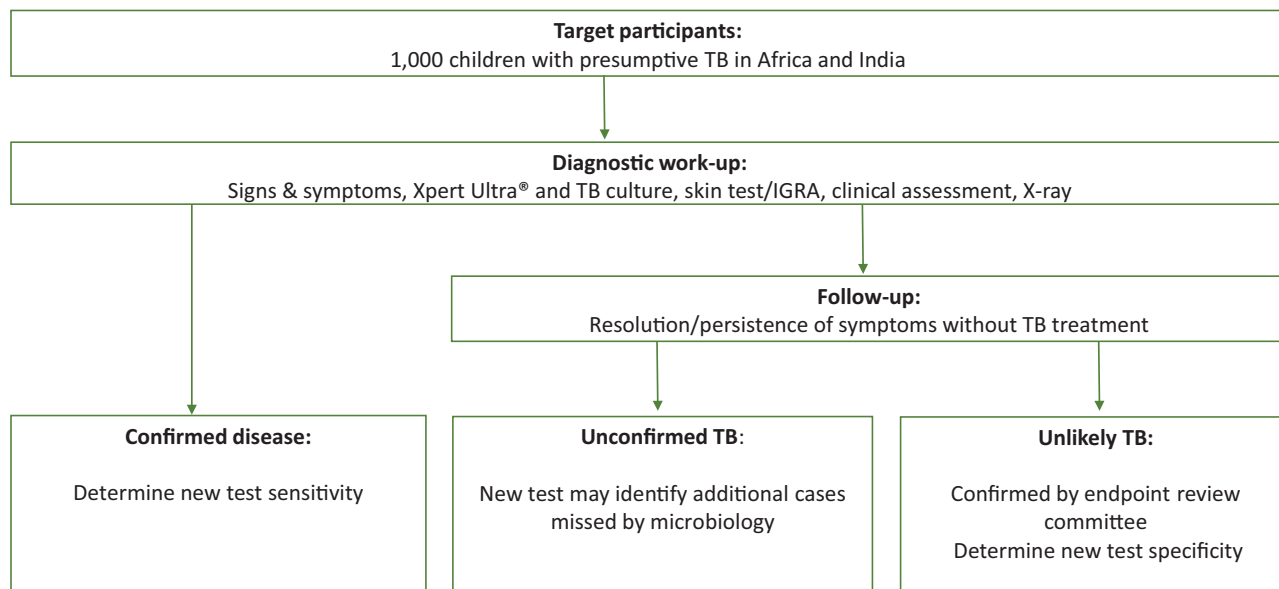 Target participants:
1,000 children with presumptive TB in Africa and India
Diagnostic work-up:
Signs & symptoms, Xpert Ultra® and TB culture, skin test/IGRA, clinical assessment, X-ray
Follow-up:
Resolution/persistence of symptoms without TB treatment
Confirmed disease:
Determine new test sensitivity
Unconfirmed TB:
New test may identify additional cases
missed by microbiology
Unlikely TB:
Confirmed by endpoint review
committee
Determine new test specificity